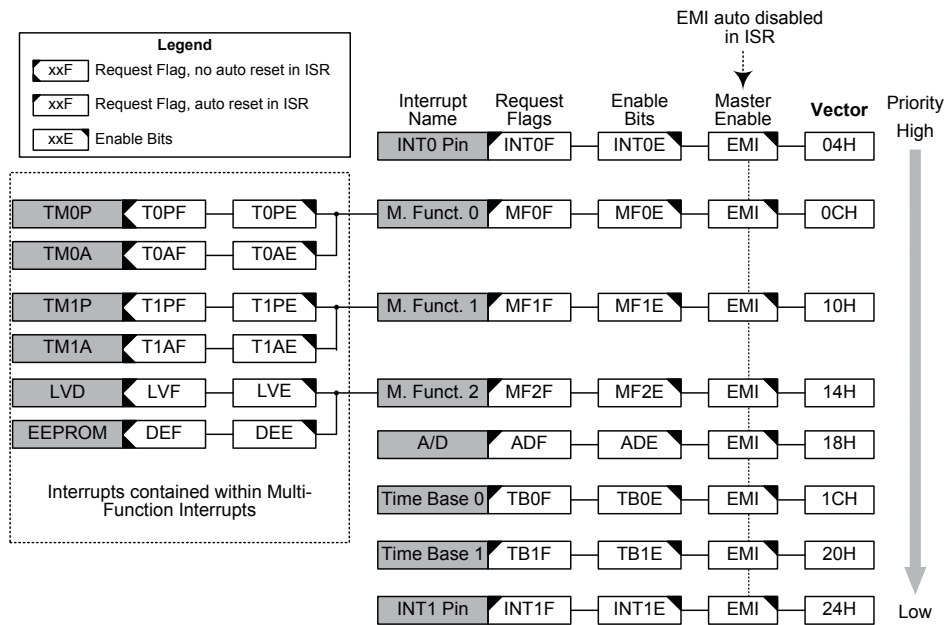 EMI auto disabled
in ISR
Legend
xxF Request Flag, no auto reset in ISR
xxF Request Flag, auto reset in ISR
xxE Enable Bits
Interrupt Name Request Flags Enable Bits Master Enable Vector Priority
High
INT0 Pin INT0F INT0E EMI 04H
TM0P T0PF T0PE M. Funct. 0 MF0F MF0E EMI 0CH
TM0A T0AF T0AE
TM1P T1PF T1PE M. Funct. 1 MF1F MF1E EMI 10H
TM1A T1AF T1AE
LVD LVF LVE M. Funct. 2 MF2F MF2E EMI 14H
EEPROM DEF DEE A/D ADF ADE EMI 18H
Interrupts contained within Multi-
Function Interrupts
Time Base 0 TB0F TB0E EMI 1CH
Time Base 1 TB1F TB1E EMI 20H
INT1 Pin INT1F INT1E EMI 24H
Low